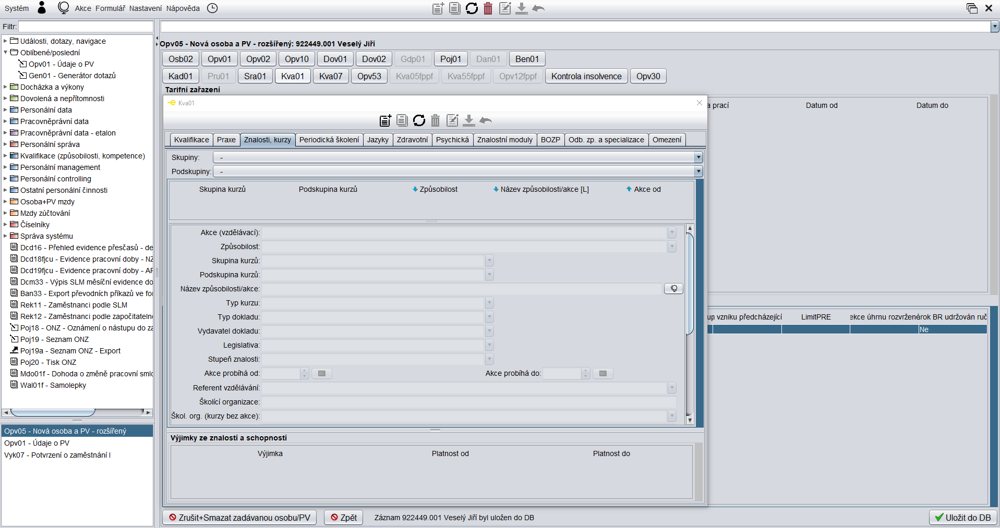 Systém Akce Formulář Nastavení Nápověda
Filtr:
Události, dotazy, navigace
Oblíbené/poslední
Opv01 - Údaje o PV
Gen01 - Generátor dotazů
Docházka a výkony
Dovolená a nepřítomnosti
Personální data
Pracovněprávní data
Pracovněprávní data - etalon
Personální správa
Kvalifikace (způsobilosti, kompetence)
Personální management
Personální controlling
Ostatní personální činnosti
Osoba+PV mzdy
Mzdy zúčtování
Číselníky
Správa systému
Dcd16 - Přehled evidence přesčasů - de
Dcd18fjcu - Evidence pracovní doby - NZ
Dcd19fjcu - Evidence pracovní doby - AF
Dcm33 - Výpis SLM měsíční evidence do
Ban33 - Export převodních příkazů ve for
Rek11 - Zaměstnanci podle SLM
Rek12 - Zaměstnanci podle započitateln
Poj18 - ONZ - Oznámení o nástupu do za
Poj19 - Seznam ONZ
Poj19a - Seznam ONZ - Export
Poj20 - Tisk ONZ
Mdo01f - Dohoda o změně pracovní smlo
Wal01f - Samolepky
Opv05 - Nová osoba a PV - rozšířený
Opv01 - Údaje o PV
Vyk07 - Potvrzení o zaměstnání I
Opv05 - Nová osoba a PV - rozšířený: 922449.001 Veselý Jiří
Osb02 Opv01 Opv02 Opv10 Dov01 Dov02 Gdp01 Poj01 Dan01 Ben01
Kad01 Pru01 Sra01 Kva01 Kva07 Opv53 Kva05fppf Kva55fppf Opv12fppf Kontrola insolvence Opv30
Tarifní zařazení
a prací Datum od Datum do
Kva01
Kvalifikace Praxe Znalosti, kurzy Periodická školení Jazyky Zdravotní Psychická Znalostní moduly BOZP Odb. zp. a specializace Omezení
Skupiny: -
Podskupiny: -
Skupina kurzů Podskupina kurzů Způsobilost Název způsobilosti/akce [L] Akce od
Akce (vzdělávací):
Způsobilost:
Skupina kurzů:
Podskupina kurzů:
Název způsobilosti/akce:
Typ kurzu:
Typ dokladu:
Vydavatel dokladu:
Legislativa:
Stupeň znalosti:
Akce probíhá od: Akce probíhá do:
Referent vzdělávání:
Školící organizace:
Škol. org. (kurzy bez akce):
Výjimky ze znalostí a schopností
Výjimka Platnost od Platnost do
vzniku předcházející LimitPRE ekce úhrnu rozvržené rok BR udržován ruč
Ne
Zrušit+Smazat zadávanou osobu/PV Zpět Záznam 922449.001 Veselý Jiří byl uložen do DB Uložit do DB